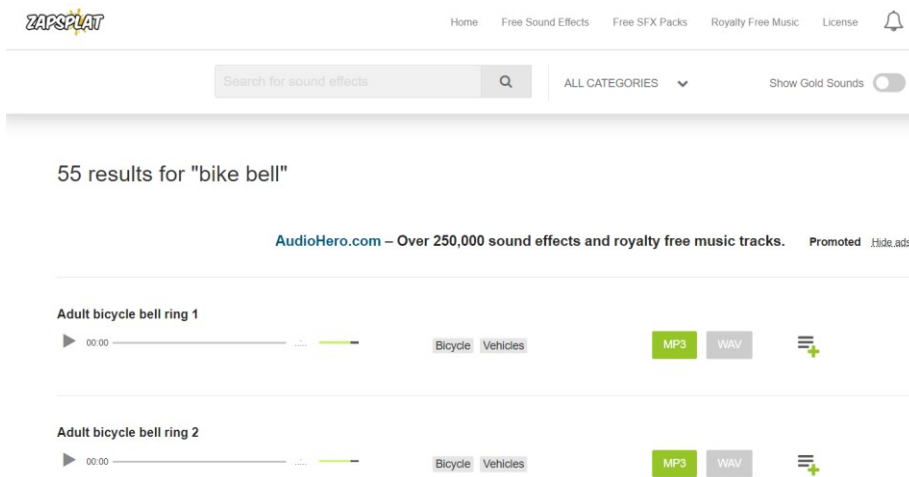 ZAPSPLAT
Home Free Sound Effects Free SFX Packs Royalty Free Music License
Search for sound effects ALL CATEGORIES Show Gold Sounds
55 results for "bike bell"
AudioHero.com – Over 250,000 sound effects and royalty free music tracks. Promoted Hide ads
Adult bicycle bell ring 1
00:00 Bicycle Vehicles MP3 WAV
Adult bicycle bell ring 2
00:00 Bicycle Vehicles MP3 WAV